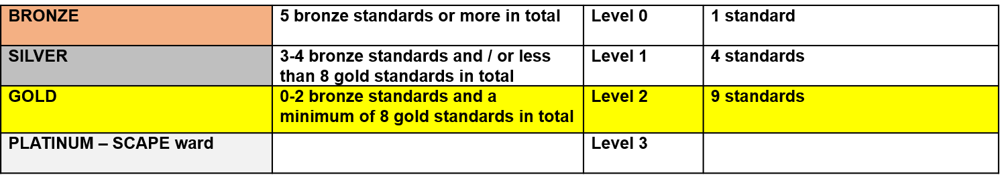 BRONZE 5 bronze standards or more in total Level 0 1 standard
SILVER 3-4 bronze standards and / or less Level 1 4 standards
than 8 gold standards in total
GOLD 0-2 bronze standards and a Level 2 9 standards
minimum of 8 gold standards in total
PLATINUM – SCAPE ward Level 3